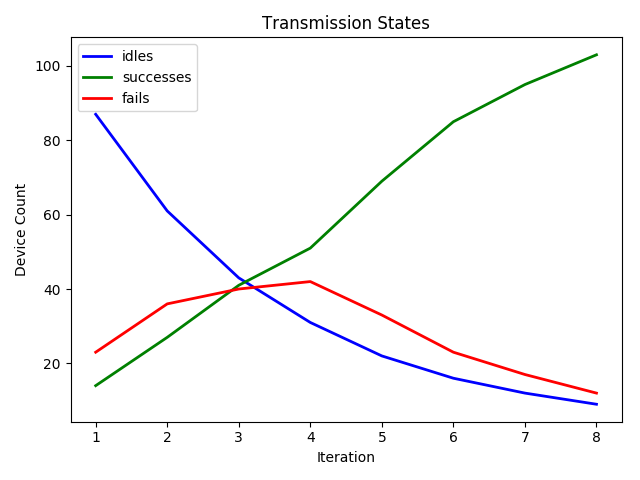 Transmission States
idles
successes
fails
100
80
60
40
20
Device Count
1 2 3 4 5 6 7 8
Iteration